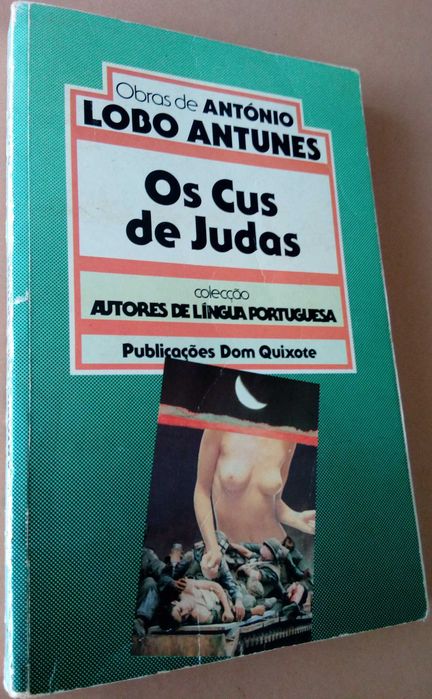 Obras de ANTÓNIO
LOBO ANTUNES
Os Cus
de Judas
colecção
AUTORES DE LÍNGUA PORTUGUESA
Publicações Dom Quixote